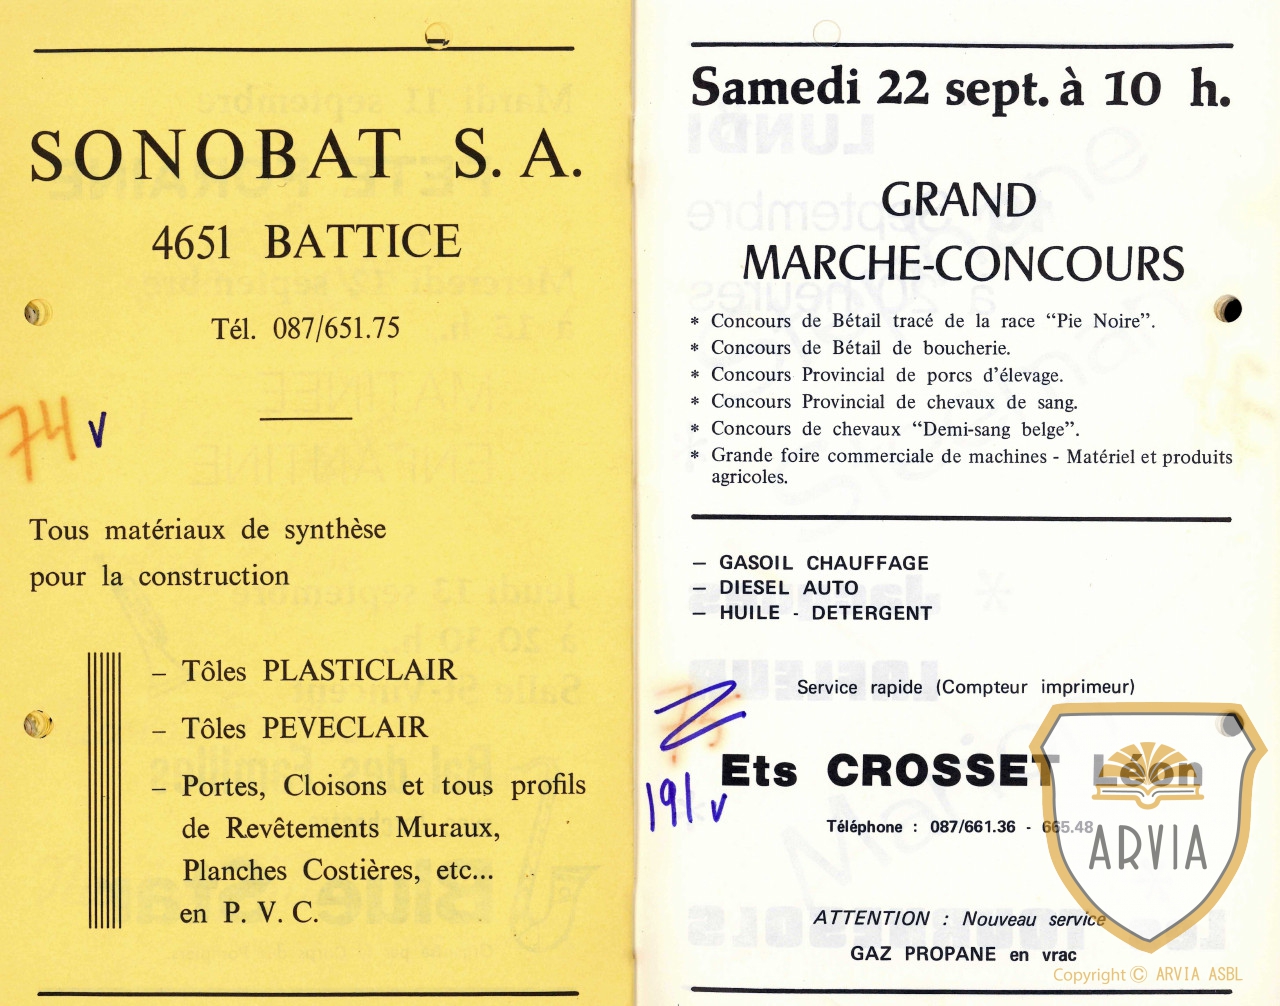 SONOBAT S. A.
4651 BATTICE
Tél. 087/651.75
74 v
Tous matériaux de synthèse
pour la construction
– Tôles PLASTICLAIR
– Tôles PEVECLAIR
– Portes, Cloisons et tous profils
de Revêtements Muraux,
Planches Costières, etc...
en P. V. C.
Samedi 22 sept. à 10 h.
GRAND
MARCHE-CONCOURS
* Concours de Bétail tracé de la race “Pie Noire”.
* Concours de Bétail de boucherie.
* Concours Provincial de porcs d’élevage.
* Concours Provincial de chevaux de sang.
* Concours de chevaux “Demi-sang belge”.
* Grande foire commerciale de machines - Matériel et produits
agricoles.
– GASOIL CHAUFFAGE
– DIESEL AUTO
– HUILE - DETERGENT
Service rapide (Compteur imprimeur)
75
Ets CROSSET Léon
191 v
Téléphone : 087/661.36 - 665.48
ARVIA
ATTENTION : Nouveau service
GAZ PROPANE en vrac
Copyright © ARVIA ASBL